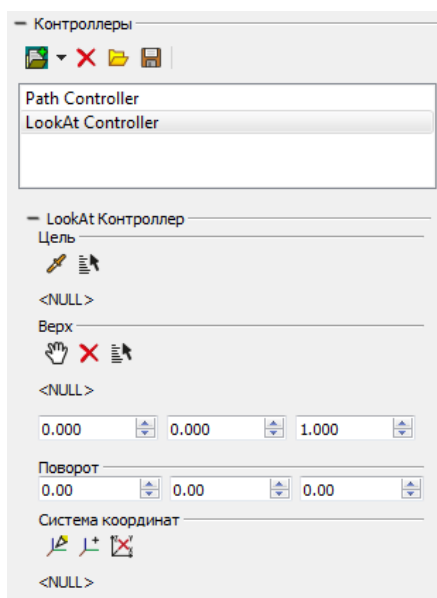 Контроллеры
Path Controller
LookAt Controller
LookAt Контроллер
Цель
<NULL>
Верх
<NULL>
0.000 0.000 1.000
Поворот
0.00 0.00 0.00
Система координат
<NULL>